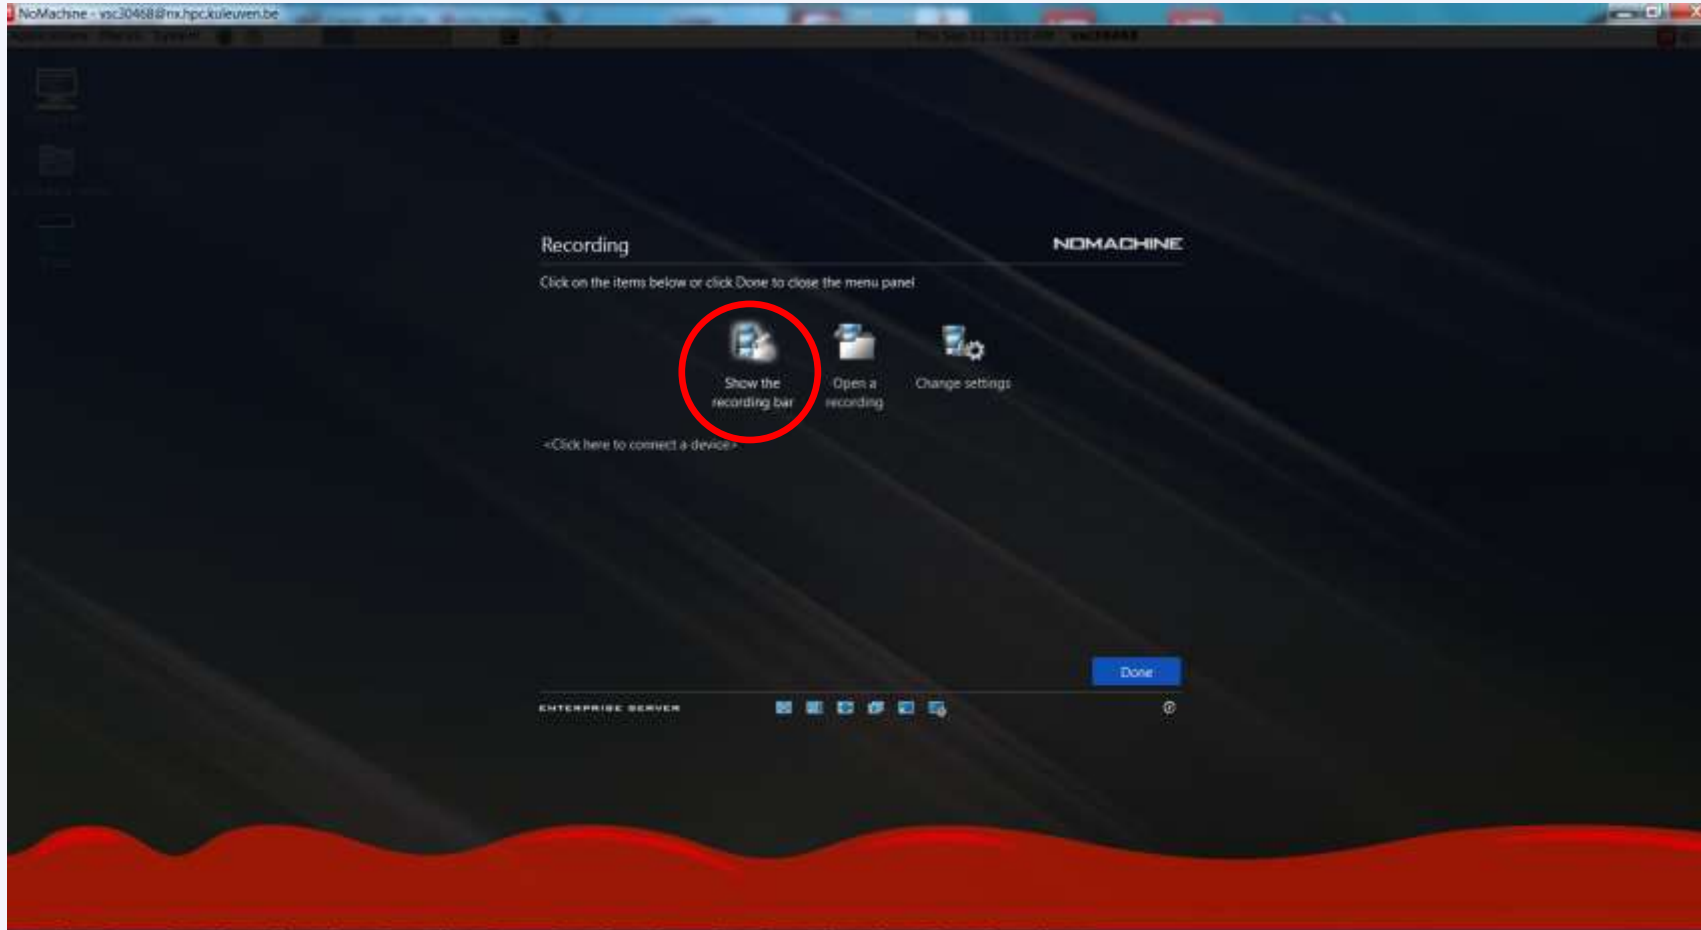 NoMachine - vsc30468@nx.hpc.kuleuven.be
Recording
NOMACHINE
Click on the items below or click Done to close the menu panel
Show the
recording bar
Open a
recording
Change settings
<Click here to connect a device>
Done
ENTERPRISE SERVER